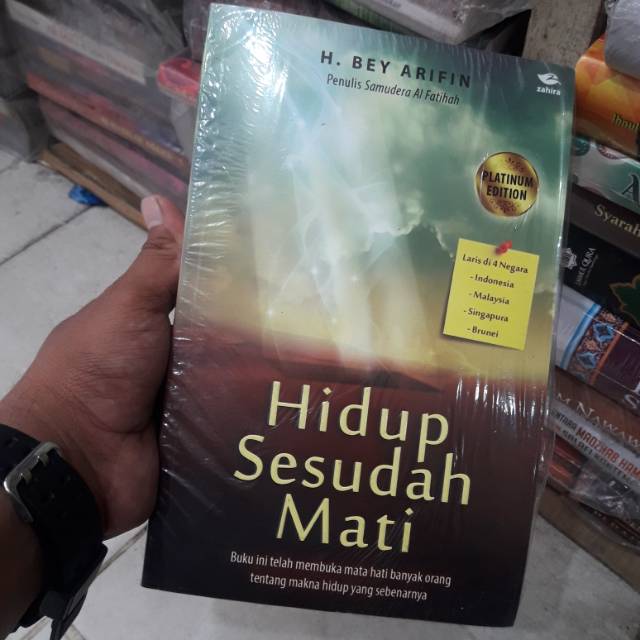 H. BEY ARIFIN
Penulis Samudera Al Fatihah
zahira
PLATINUM
EDITION
Laris di 4 Negara
- Indonesia
- Malaysia
- Singapura
- Brunei
Hidup
Sesudah
Mati
Buku ini telah membuka mata hati banyak orang
tentang makna hidup yang sebenarnya
Syarah